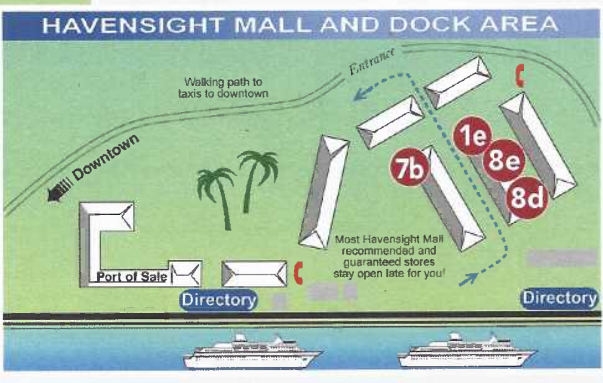 HAVENSIGHT MALL AND DOCK AREA
Entrance
Walking path to
taxis to downtown
Downtown
1e
7b
8e
8d
Most Havensight Mall
recommended and
guaranteed stores
stay open late for you!
Port of Sale
Directory
Directory